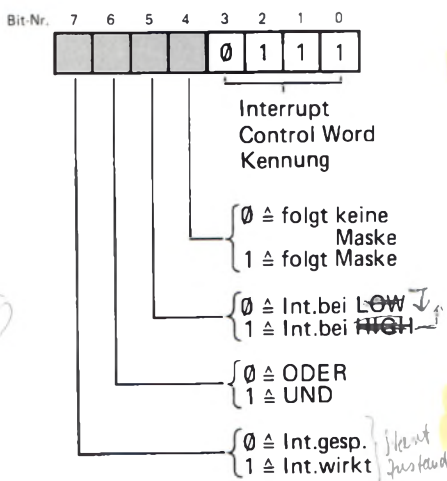 Bit-Nr. 7 6 5 4 3 2 1 0
Ø 1 1 1
Interrupt
Control Word
Kennung
Ø ≙ folgt keine
Maske
1 ≙ folgt Maske
Ø ≙ Int.bei LOW
1 ≙ Int.bei HIGH
Ø ≙ ODER
1 ≙ UND
Ø ≙ Int.gesp.
1 ≙ Int.wirkt
zustand